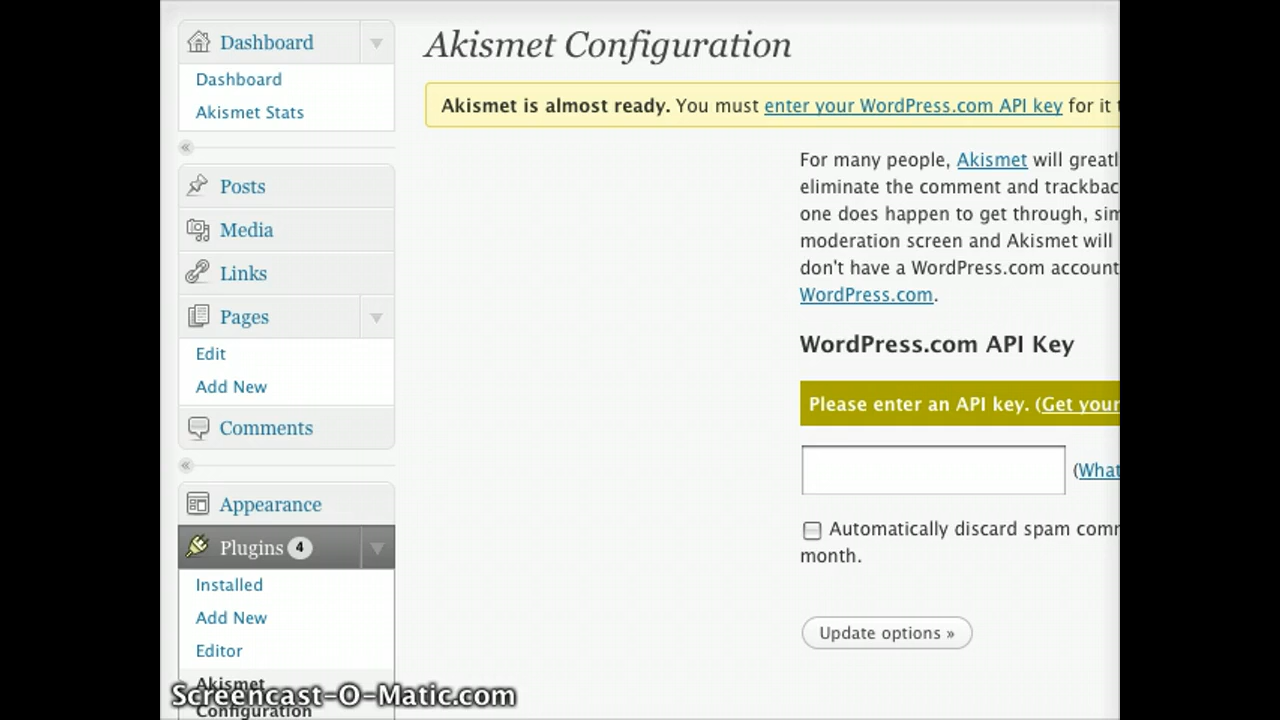 Dashboard
Dashboard
Akismet Stats
Posts
Media
Links
Pages
Edit
Add New
Comments
Appearance
Plugins 4
Installed
Add New
Editor
Akismet
Configuration
Akismet Configuration
Akismet is almost ready. You must enter your WordPress.com API key for it
For many people, Akismet will greatl
eliminate the comment and trackbac
one does happen to get through, sim
moderation screen and Akismet will
don't have a WordPress.com account
WordPress.com.
WordPress.com API Key
Please enter an API key. (Get your
(What
Automatically discard spam comm
month.
Update options »
Screencast-O-Matic.com